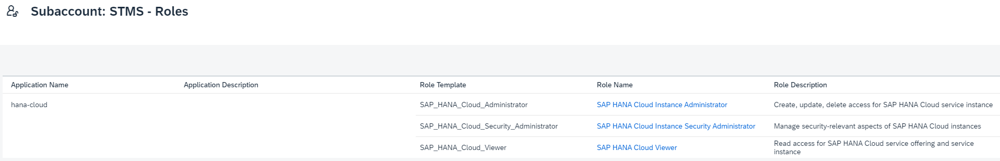 Subaccount: STMS - Roles
Application Name Application Description Role Template Role Name Role Description
hana-cloud SAP_HANA_Cloud_Administrator SAP HANA Cloud Instance Administrator Create, update, delete access for SAP HANA Cloud service instance
SAP_HANA_Cloud_Security_Administrator SAP HANA Cloud Instance Security Administrator Manage security-relevant aspects of SAP HANA Cloud instances
SAP_HANA_Cloud_Viewer SAP HANA Cloud Viewer Read access for SAP HANA Cloud service offering and service
instance